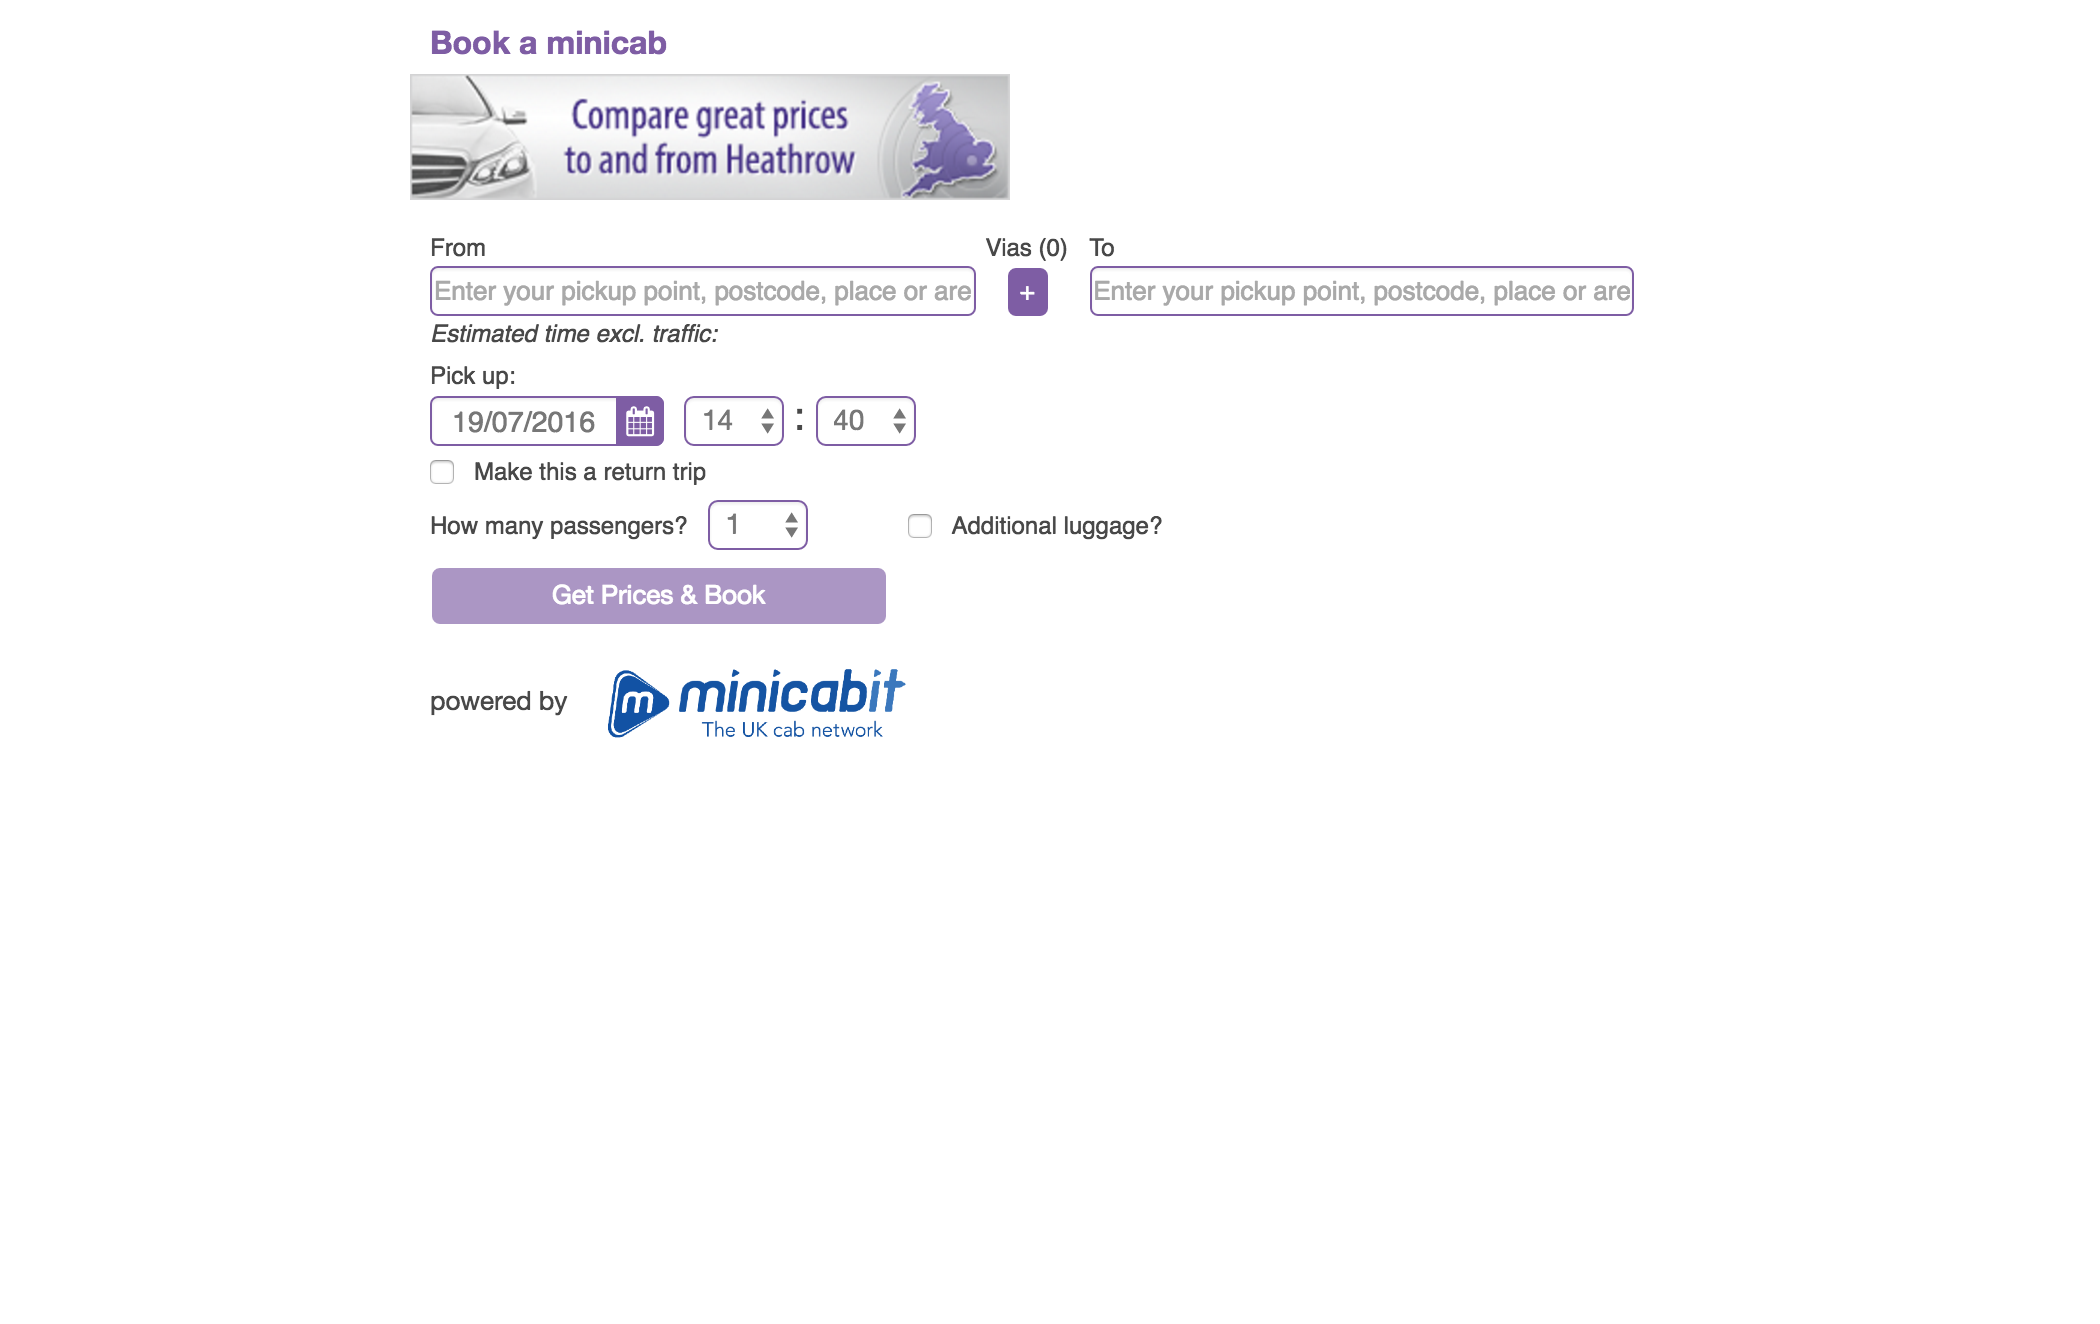 Book a minicab
Compare great prices
to and from Heathrow
From
Vias (0)
To
Enter your pickup point, postcode, place or are
+
Enter your pickup point, postcode, place or are
Estimated time excl. traffic:
Pick up:
19/07/2016
14 : 40
Make this a return trip
How many passengers? 1
Additional luggage?
Get Prices & Book
powered by
m minicabit
The UK cab network